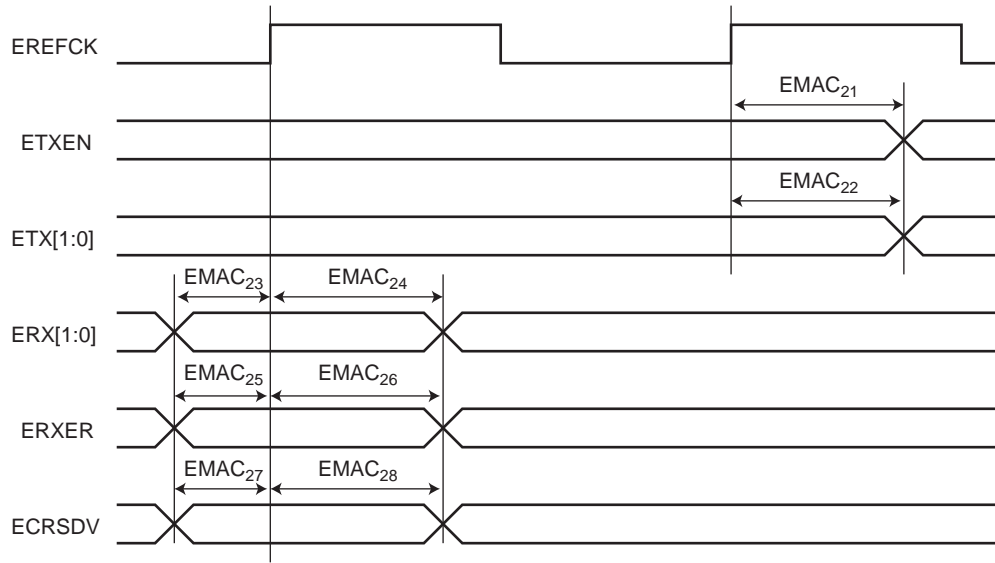 EREFCK
EMAC21
ETXEN
EMAC22
ETX[1:0]
EMAC23 EMAC24
ERX[1:0]
EMAC25 EMAC26
ERXER
EMAC27 EMAC28
ECRSDV